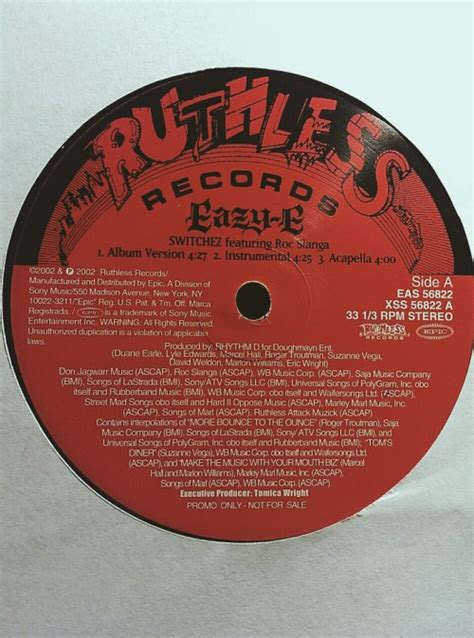 RUTHLESS
RECORDS
Eazy-E
SWITCHEZ featuring Roc Slanga
1. Album Version 4:27 2. Instrumental 4:25 3. Acapella 4:00
©2002 & ℗ 2002 Ruthless Records/
Manufactured and Distributed by Epic, A Division of
Sony Music/550 Madison Avenue, New York, NY
10022-3211/"Epic" Reg. U.S. Pat. & Tm. Off. Marca
Registrada. / EPIC is a trademark of Sony Music
Entertainment Inc. WARNING: All Rights Reserved.
Unauthorized duplication is a violation of applicable
laws.
Side A
EAS 56822
XSS 56822 A
33 1/3 RPM STEREO
RUTHLESS RECORDS EPIC
Produced by: RHYTHM D for Doughmayn Ent.
(Duane Earle, Lyle Edwards, Marcel Hall, Roger Troutman, Suzanne Vega,
David Weldon, Marlon Williams, Eric Wright)
Don Jagwarr Music (ASCAP), Roc Slanga (ASCAP), WB Music Corp. (ASCAP), Saja Music Company
(BMI), Songs of LaStrada (BMI), Sony/ATV Songs LLC (BMI), Universal Songs of PolyGram, Inc. obo
itself and Rubberband Music (BMI), WB Music Corp. obo itself and Waifersongs Ltd. (ASCAP),
Street Mad Songs obo itself and Hard II Oppose Music (ASCAP), Marley Marl Music, Inc.
(ASCAP), Songs of Marl (ASCAP), Ruthless Attack Muzick (ASCAP)
Contains interpolations of "MORE BOUNCE TO THE OUNCE" (Roger Troutman), Saja
Music Company (BMI), Songs of LaStrada (BMI), Sony/ ATV Songs LLC (BMI), and
Universal Songs of PolyGram, Inc. obo itself and Rubberband Music (BMI); "TOM'S
DINER" (Suzanne Vega), WB Music Corp. obo itself and Waifersongs Ltd.
(ASCAP), and "MAKE THE MUSIC WITH YOUR MOUTH BIZ" (Marcel
Hall and Marlon Williams), Marley Marl Music, Inc. (ASCAP),
Songs of Marl (ASCAP), WB Music Corp. (ASCAP).
Executive Producer: Tomica Wright
PROMO ONLY - NOT FOR SALE